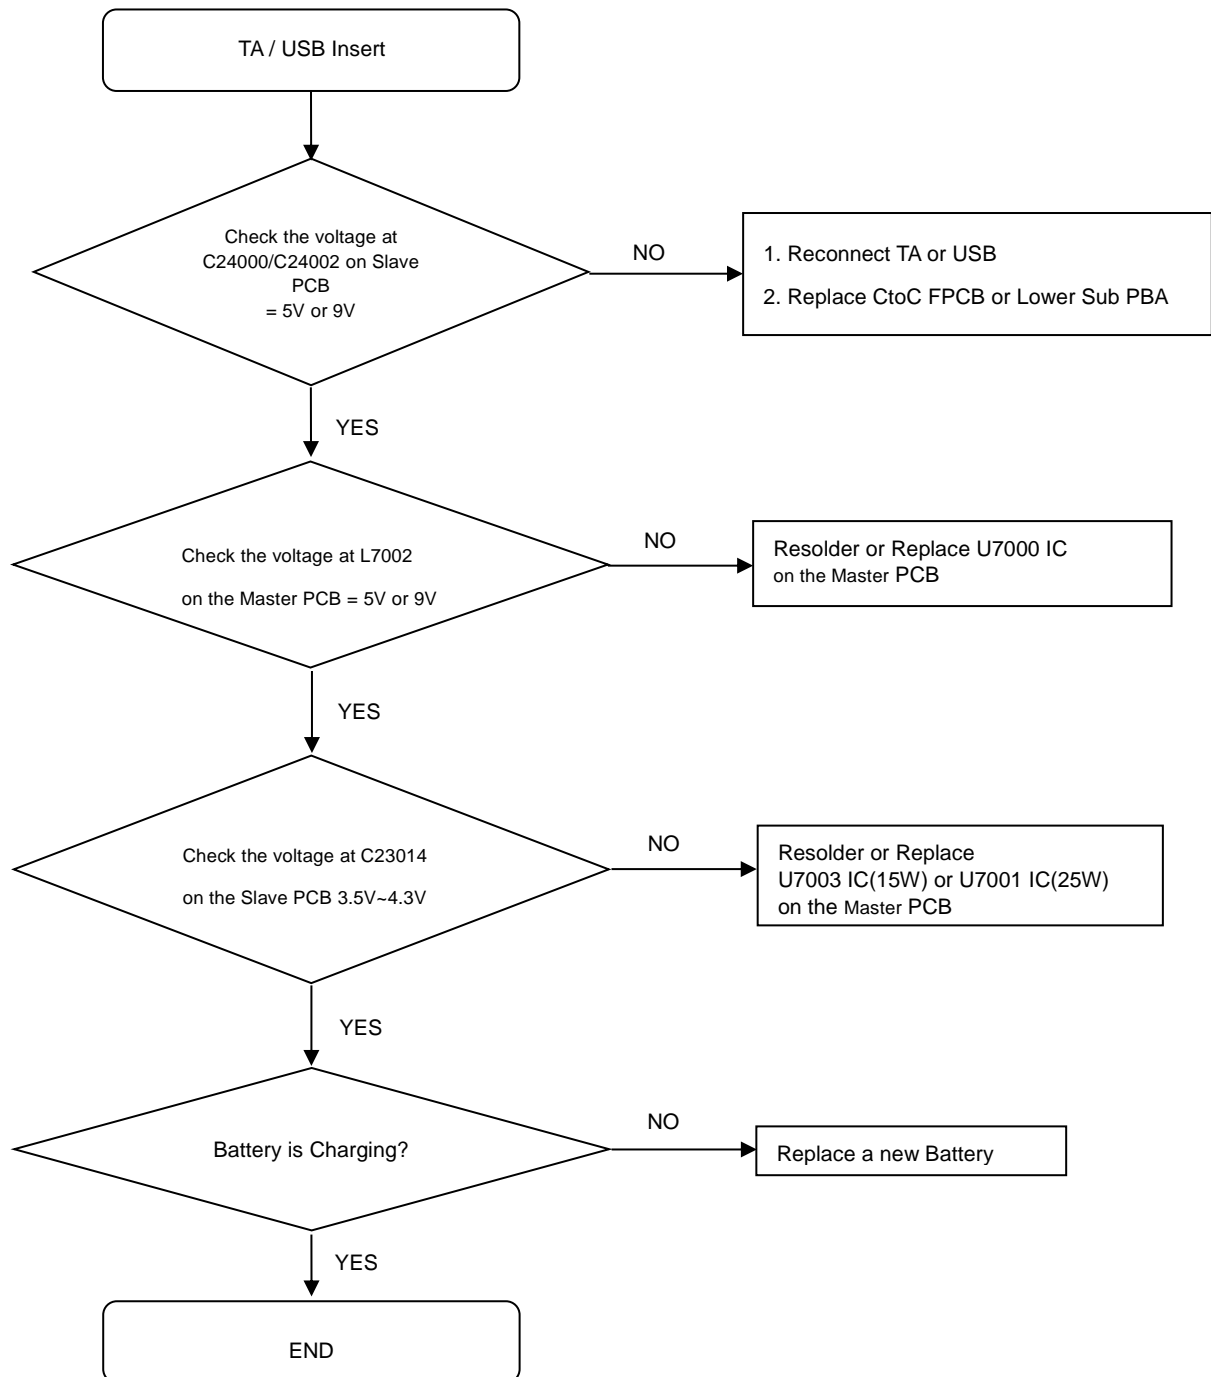 TA / USB Insert
Check the voltage at
C24000/C24002 on Slave
PCB
= 5V or 9V
NO
1. Reconnect TA or USB
2. Replace CtoC FPCB or Lower Sub PBA
YES
Check the voltage at L7002
on the Master PCB = 5V or 9V
NO
Resolder or Replace U7000 IC
on the Master PCB
YES
Check the voltage at C23014
on the Slave PCB 3.5V~4.3V
NO
Resolder or Replace
U7003 IC(15W) or U7001 IC(25W)
on the Master PCB
YES
Battery is Charging?
NO
Replace a new Battery
YES
END